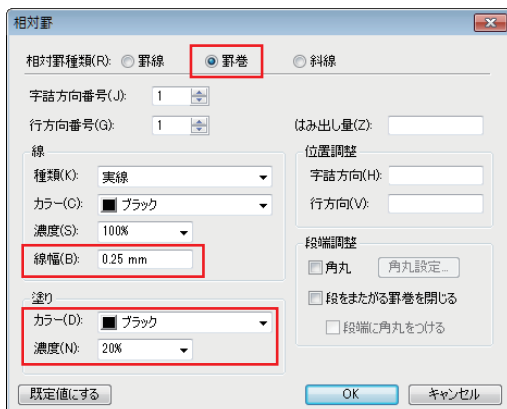 相対罫
相対罫種類(R): 罫線 罫巻 斜線
字詰方向番号(J): 1
行方向番号(G): 1
はみ出し量(Z):
線
種類(K): 実線
カラー(C): ブラック
濃度(S): 100%
線幅(B): 0.25 mm
位置調整
字詰方向(H):
行方向(V):
塗り
カラー(D): ブラック
濃度(N): 20%
段端調整
角丸 角丸設定...
段をまたがる罫巻を閉じる
段端に角丸をつける
既定値にする OK キャンセル